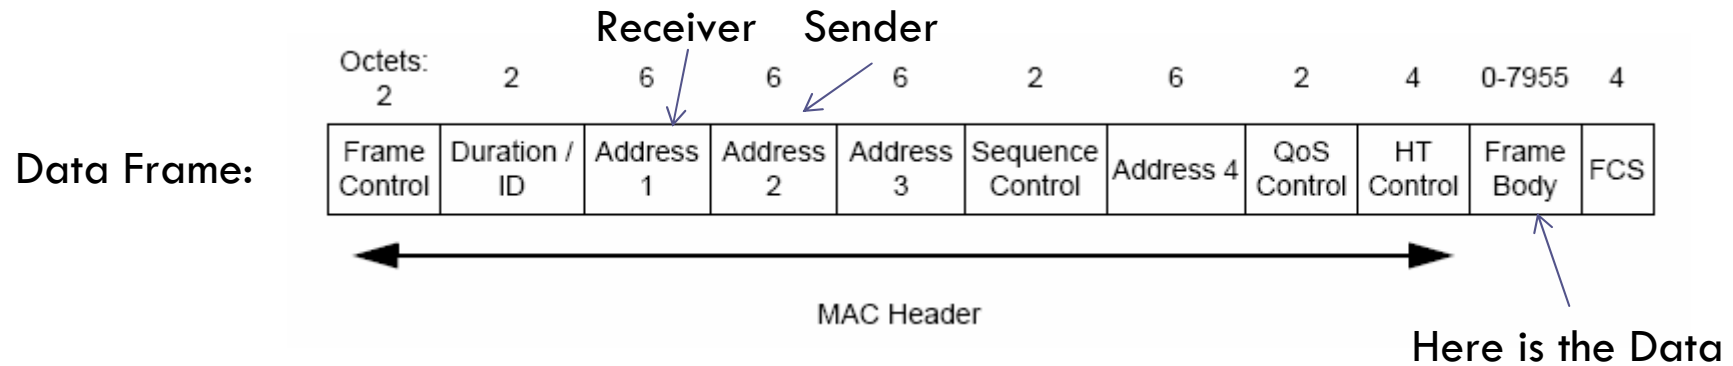 Receiver Sender
Octets:
2 2 6 6 6 2 6 2 4 0-7955 4
Data Frame:
Frame Control
Duration / ID
Address 1
Address 2
Address 3
Sequence Control
Address 4
QoS Control
HT Control
Frame Body
FCS
MAC Header
Here is the Data